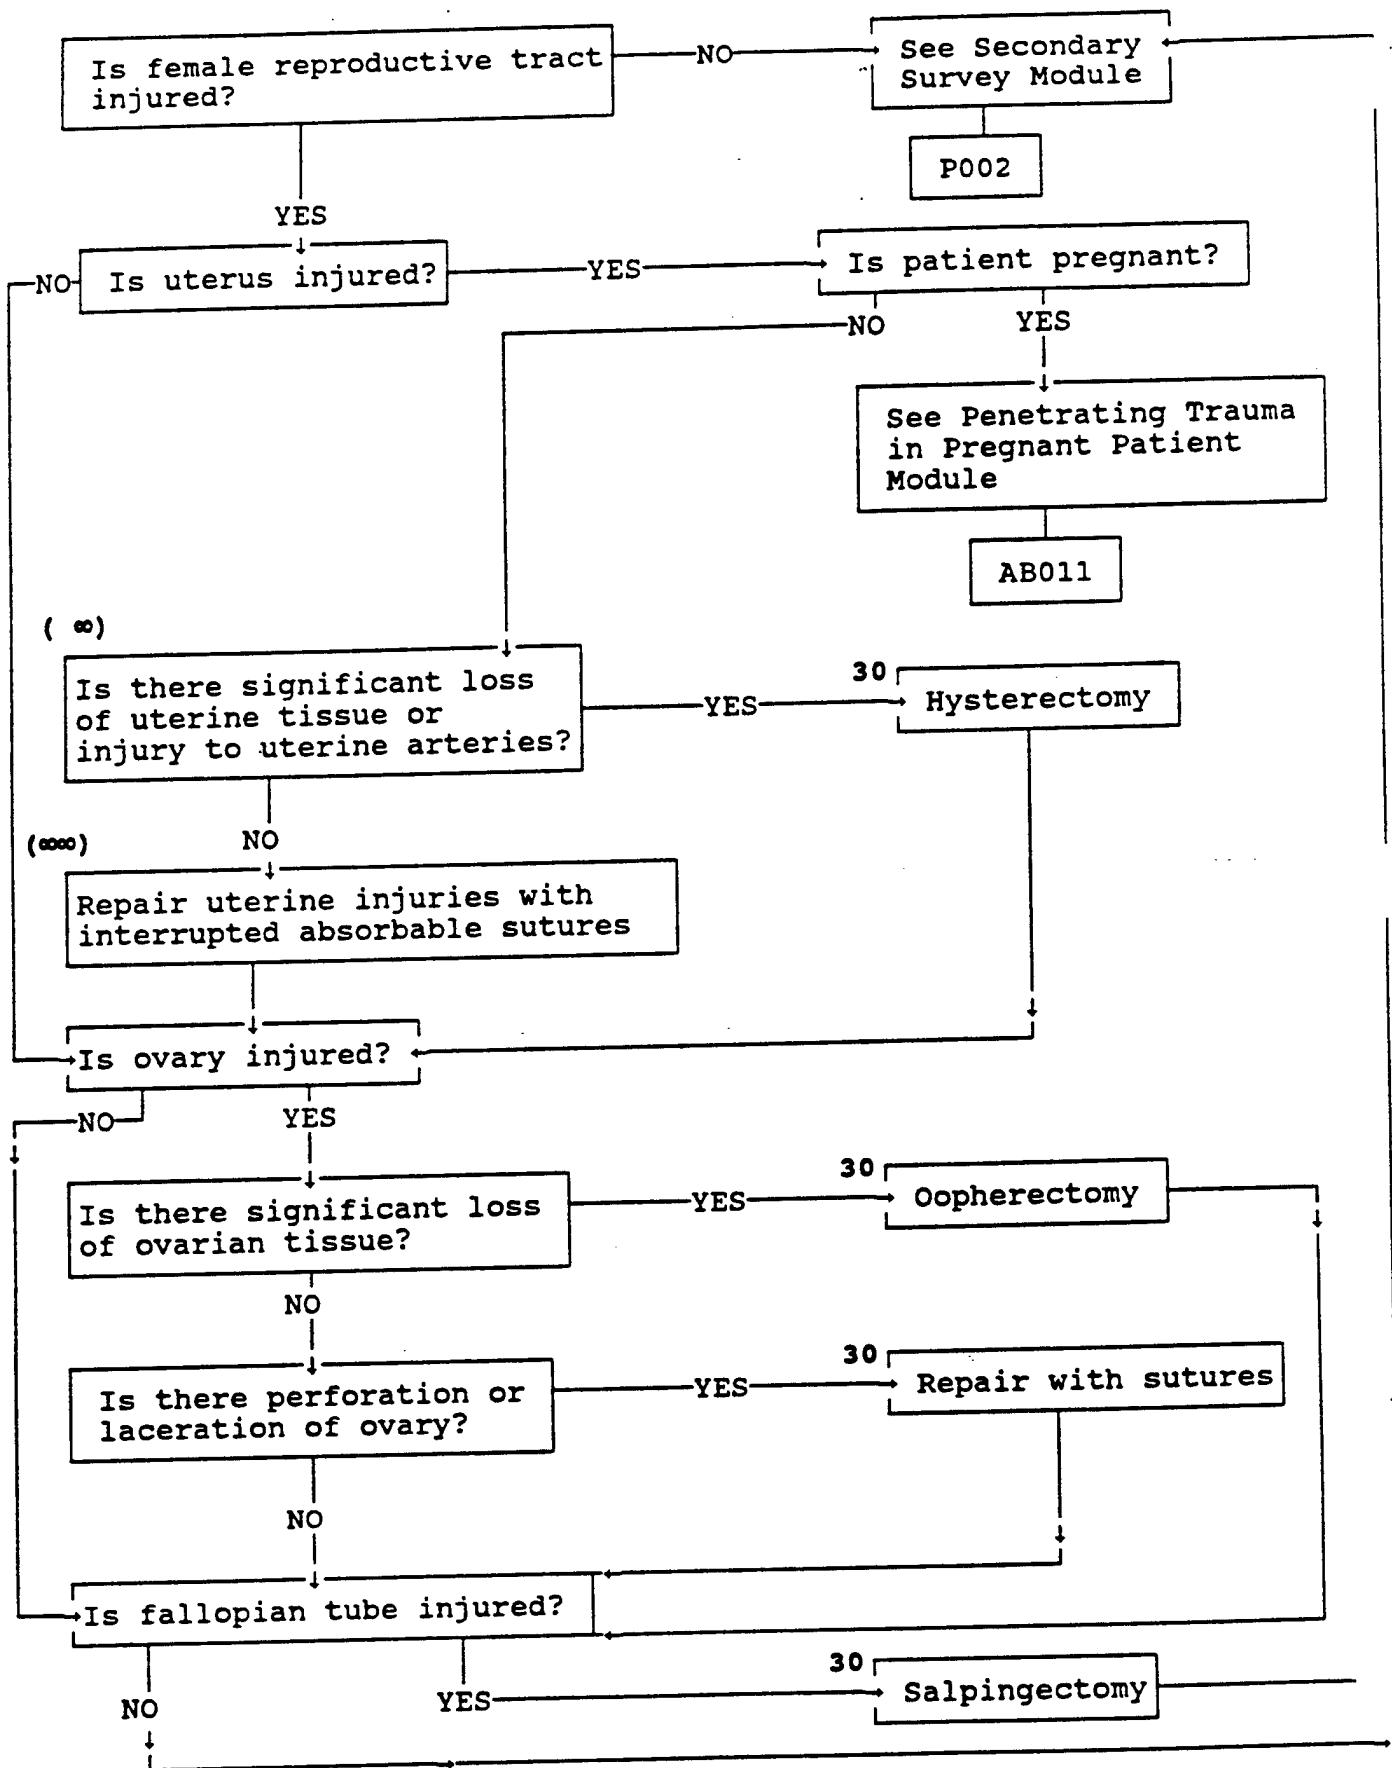 Is female reproductive tract
injured?
NO
See Secondary
Survey Module
P002
YES
Is uterus injured?
NO
YES
Is patient pregnant?
NO
YES
See Penetrating Trauma
in Pregnant Patient
Module
AB011
( ∞)
Is there significant loss
of uterine tissue or
injury to uterine arteries?
YES
30
Hysterectomy
NO
(∞∞)
Repair uterine injuries with
interrupted absorbable sutures
Is ovary injured?
NO
YES
Is there significant loss
of ovarian tissue?
YES
30
Oopherectomy
NO
Is there perforation or
laceration of ovary?
YES
30
Repair with sutures
NO
Is fallopian tube injured?
NO
YES
30
Salpingectomy